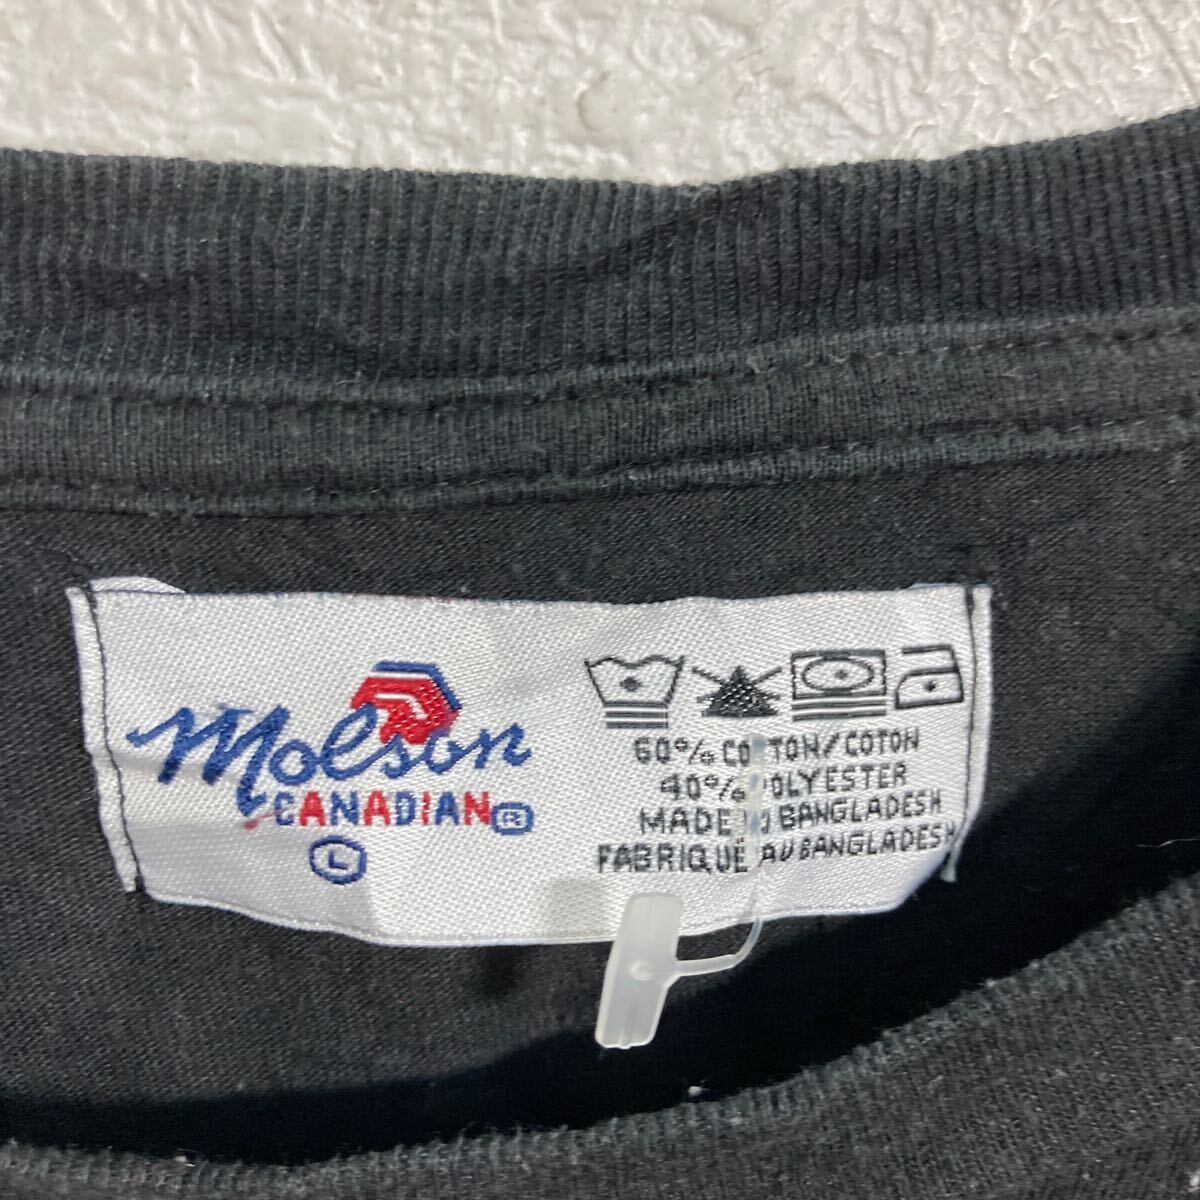 Molson
CANADIAN
L
60% COTTON/COTON
40% POLYESTER
MADE IN BANGLADESH
FABRIQUÉ AU BANGLADESH